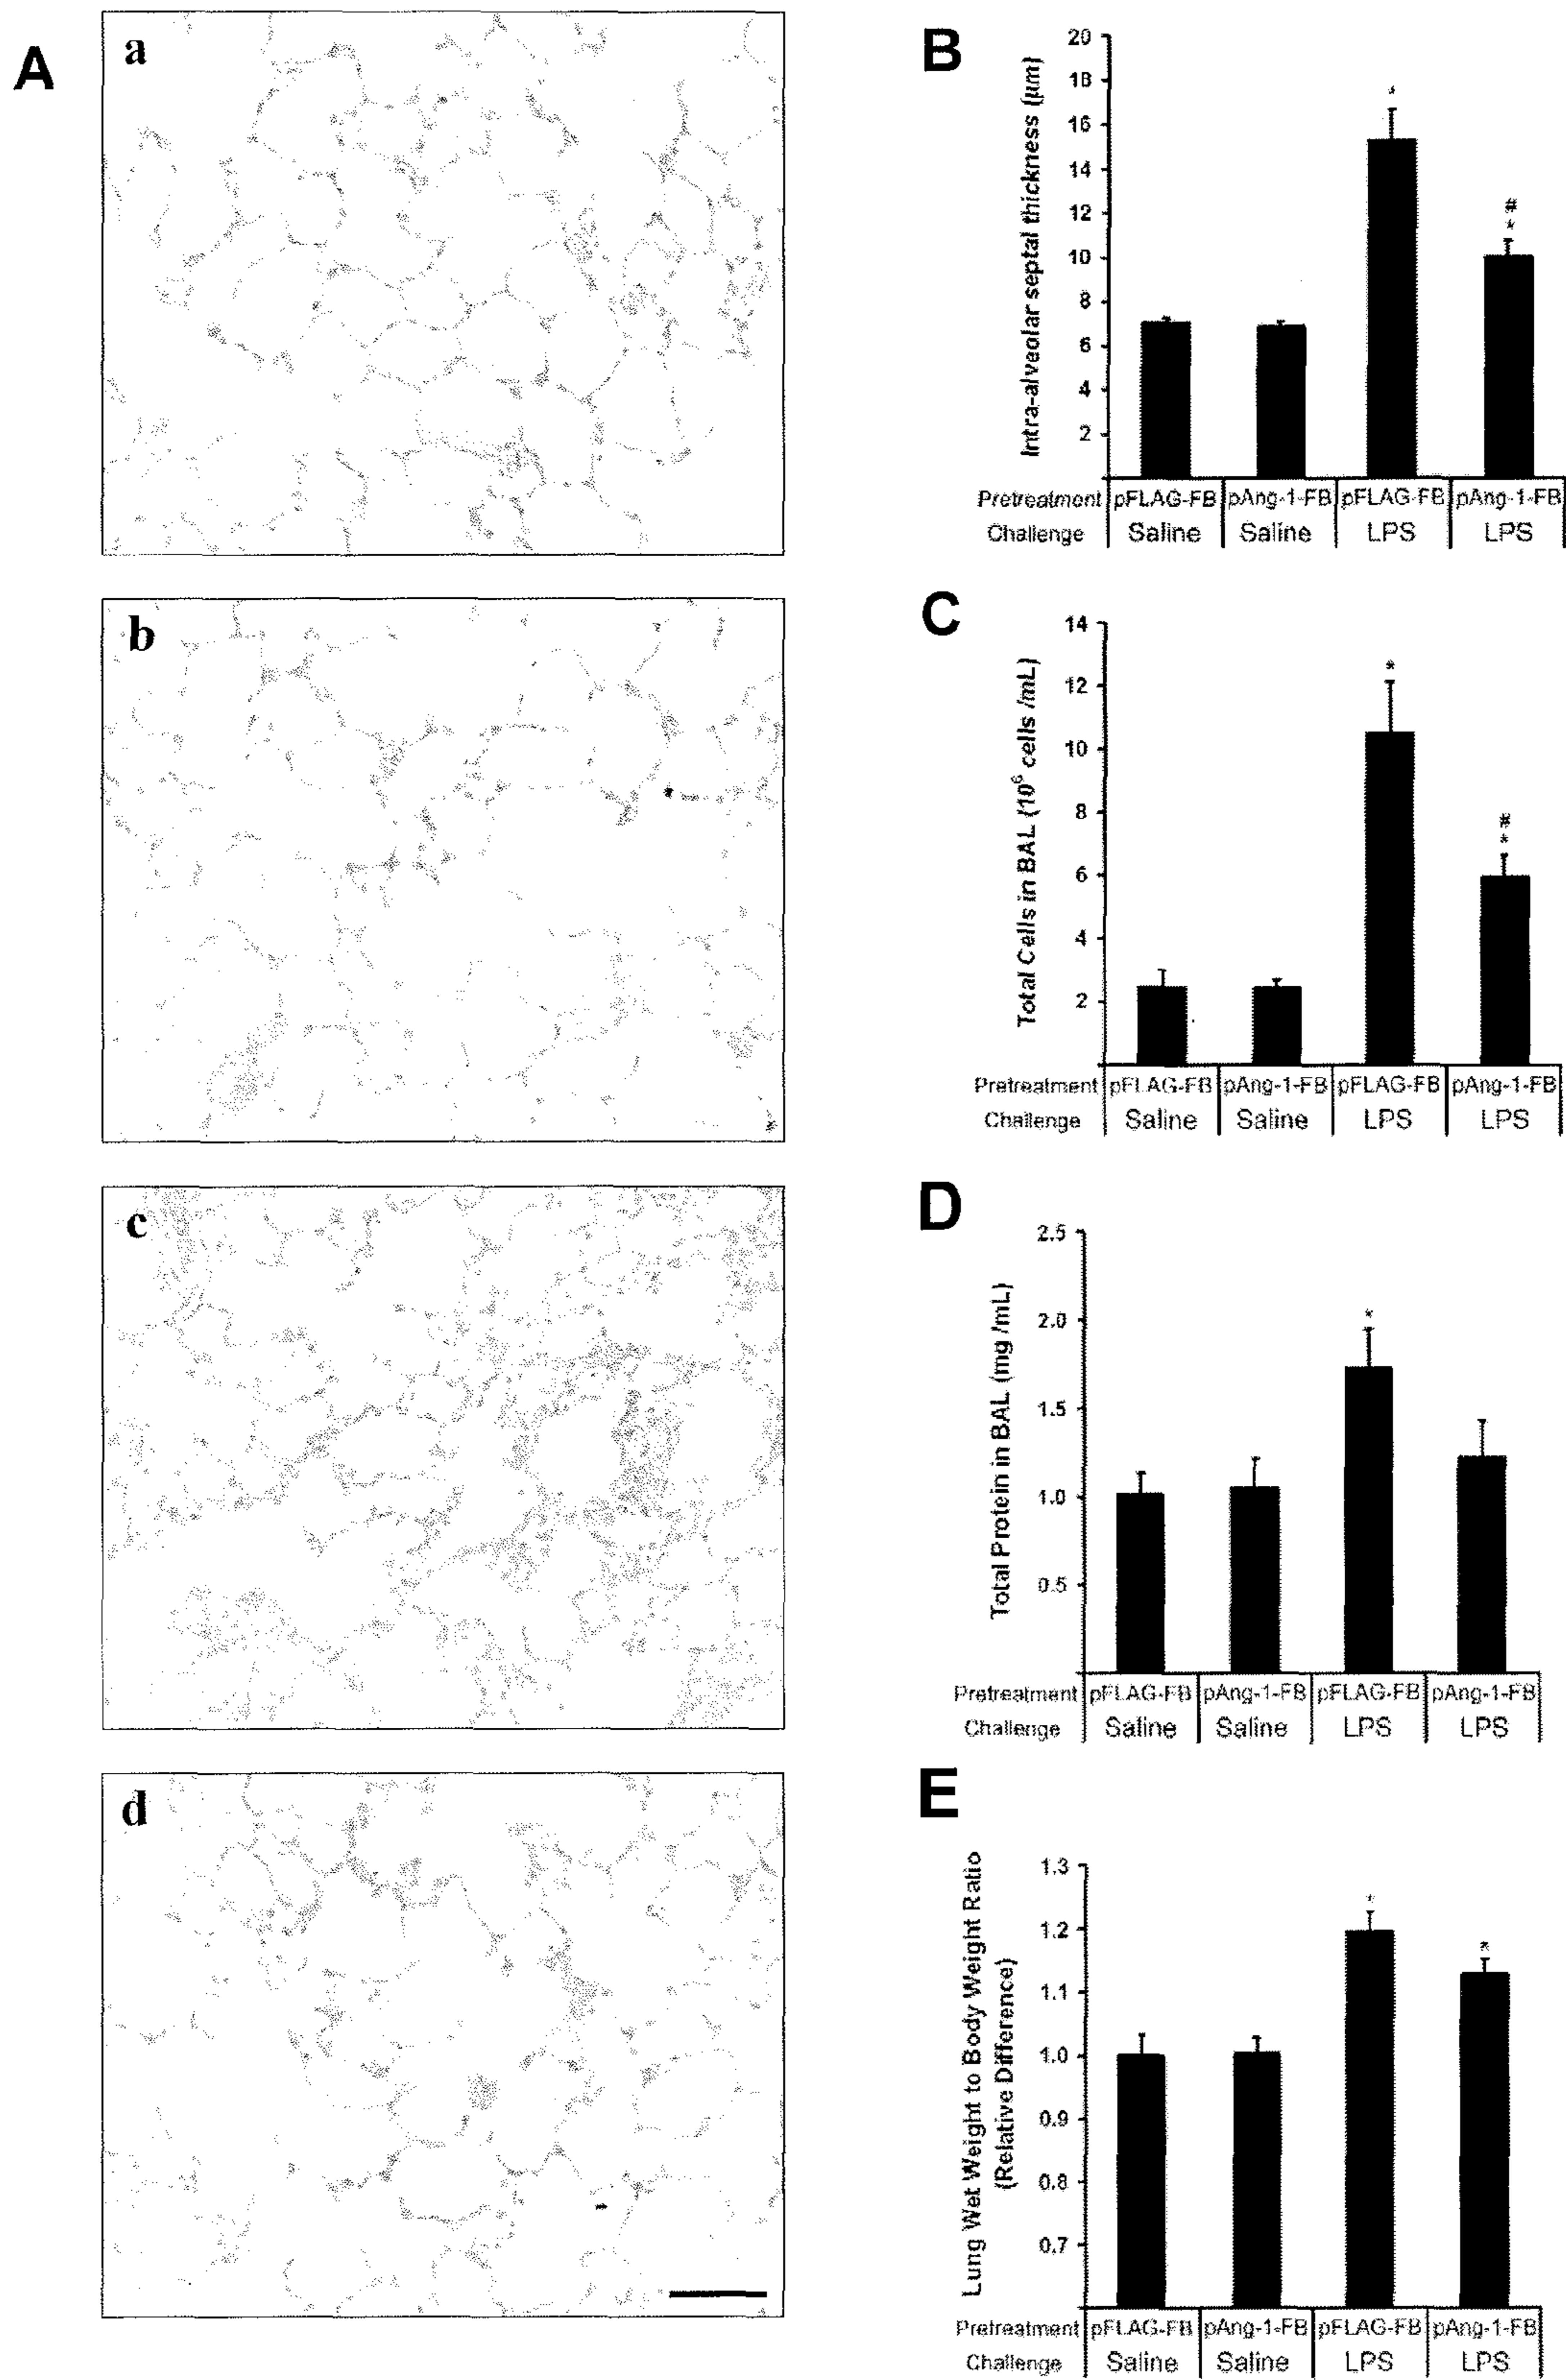 A
a
b
c
d
B
Intra-alveolar septal thickness (µm)
20
18
16
14
12
10
8
6
4
2
*
#
*
Pretreatment pFLAG-FB pAng-1-FB pFLAG-FB pAng-1-FB
Challenge Saline Saline LPS LPS
C
Total Cells in BAL (10⁶ cells /mL)
14
12
10
8
6
4
2
*
#
*
Pretreatment pFLAG-FB pAng-1-FB pFLAG-FB pAng-1-FB
Challenge Saline Saline LPS LPS
D
Total Protein in BAL (mg /mL)
2.5
2.0
1.5
1.0
0.5
*
Pretreatment pFLAG-FB pAng-1-FB pFLAG-FB pAng-1-FB
Challenge Saline Saline LPS LPS
E
Lung Wet Weight to Body Weight Ratio
(Relative Difference)
1.3
1.2
1.1
1.0
0.9
0.8
0.7
*
*
Pretreatment pFLAG-FB pAng-1-FB pFLAG-FB pAng-1-FB
Challenge Saline Saline LPS LPS